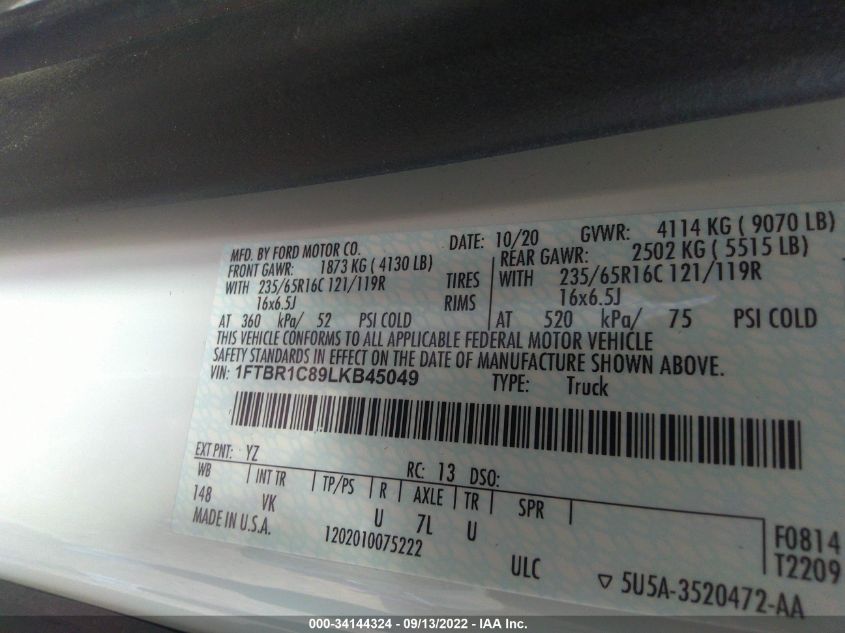 MFD. BY FORD MOTOR CO. DATE: 10/20 GVWR: 4114 KG ( 9070 LB)
FRONT GAWR: 1873 KG ( 4130 LB) REAR GAWR: 2502 KG ( 5515 LB)
WITH 235/65R16C 121/119R TIRES WITH 235/65R16C 121/119R
16x6.5J RIMS 16x6.5J
AT 360 kPa/ 52 PSI COLD AT 520 kPa/ 75 PSI COLD
THIS VEHICLE CONFORMS TO ALL APPLICABLE FEDERAL MOTOR VEHICLE
SAFETY STANDARDS IN EFFECT ON THE DATE OF MANUFACTURE SHOWN ABOVE.
VIN: 1FTBR1C89LKB45049 TYPE: Truck
EXT PNT: YZ RC: 13 DSO:
WB INT TR TP/PS R AXLE TR SPR
148 VK U 7L U F0814
MADE IN U.S.A. 1202010075222 ULC T2209
5U5A-3520472-AA
000-34144324 - 09/13/2022 - IAA Inc.